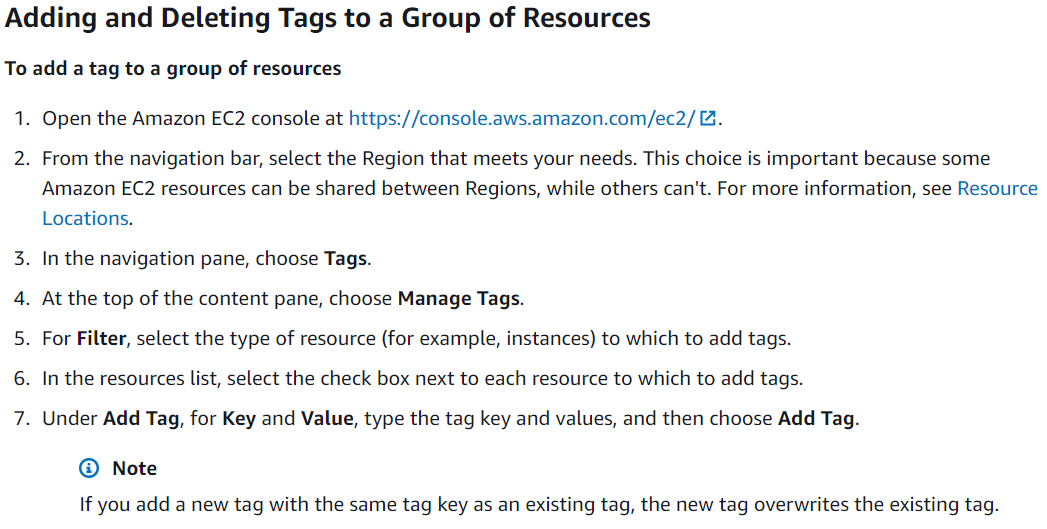 Adding and Deleting Tags to a Group of Resources
To add a tag to a group of resources
1. Open the Amazon EC2 console at https://console.aws.amazon.com/ec2/.
2. From the navigation bar, select the Region that meets your needs. This choice is important because some
Amazon EC2 resources can be shared between Regions, while others can't. For more information, see Resource
Locations.
3. In the navigation pane, choose Tags.
4. At the top of the content pane, choose Manage Tags.
5. For Filter, select the type of resource (for example, instances) to which to add tags.
6. In the resources list, select the check box next to each resource to which to add tags.
7. Under Add Tag, for Key and Value, type the tag key and values, and then choose Add Tag.
Note
If you add a new tag with the same tag key as an existing tag, the new tag overwrites the existing tag.